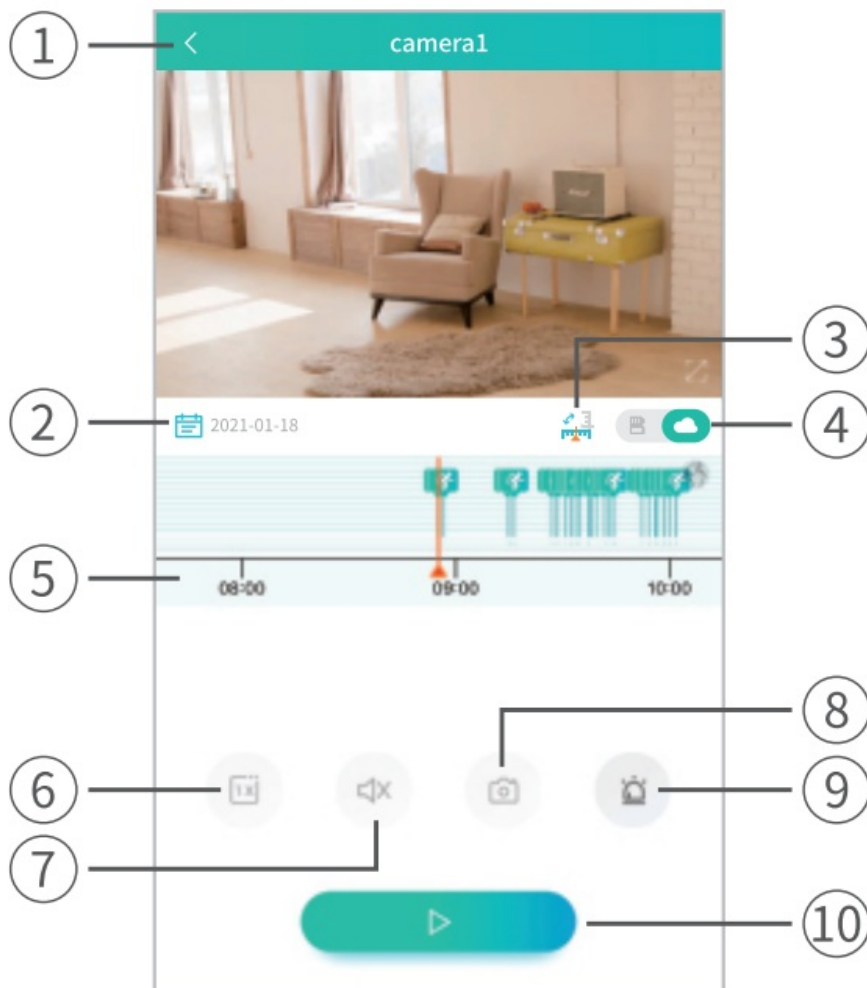 ① camera1
③
② 2021-01-18 ④
⑤ 08:00 09:00 10:00
⑧
⑥ 1X ⑨
⑦
⑩